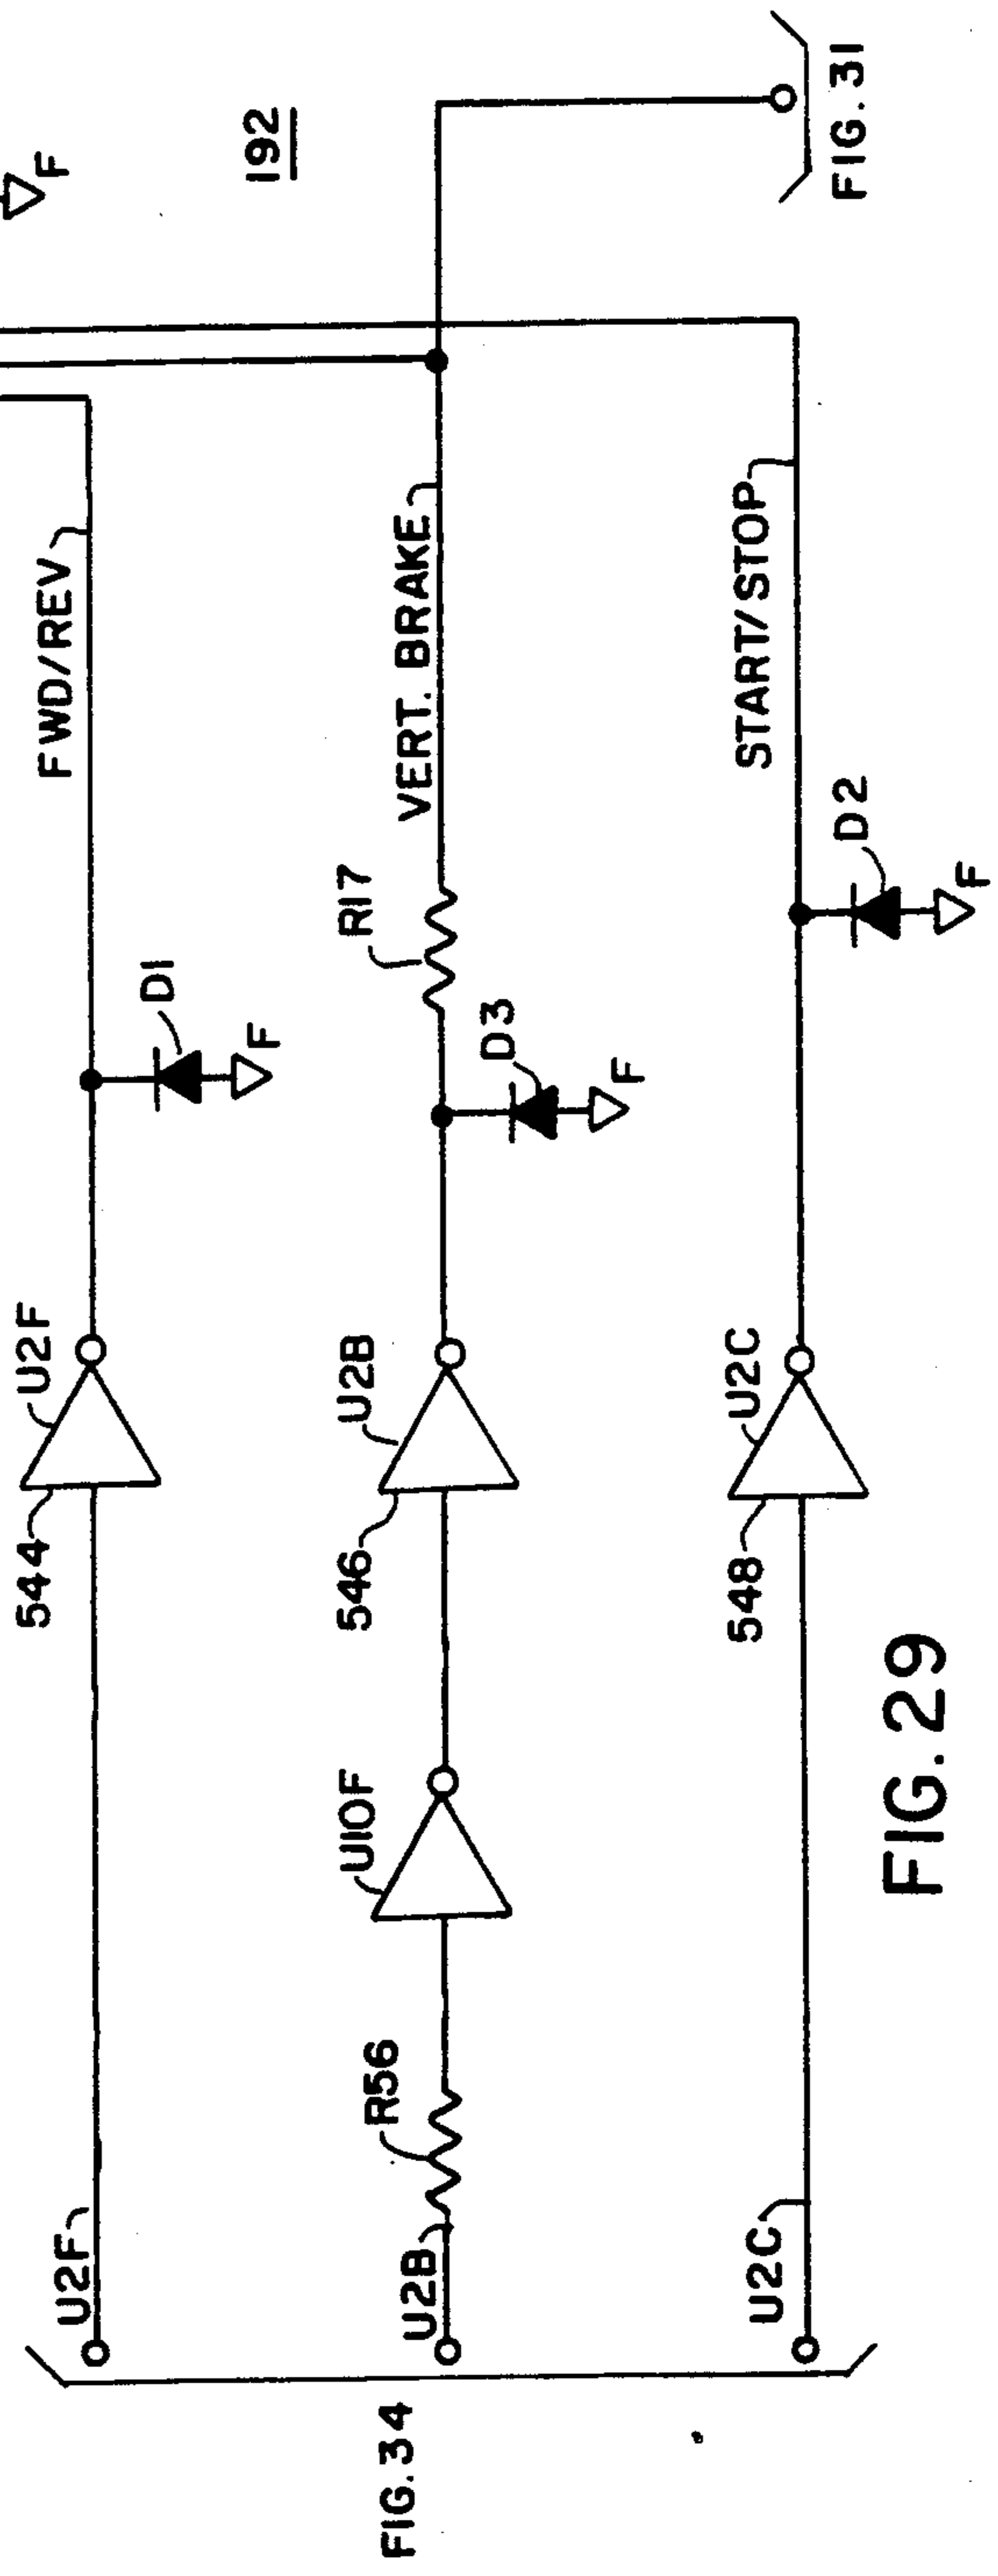 F
192
FIG. 31
FWD/REV
D1
F
U2F
544
U2F
VERT. BRAKE
R17
D3
F
U2B
546
U10F
R56
U2B
START/STOP
D2
F
U2C
548
U2C
FIG. 34
FIG. 29